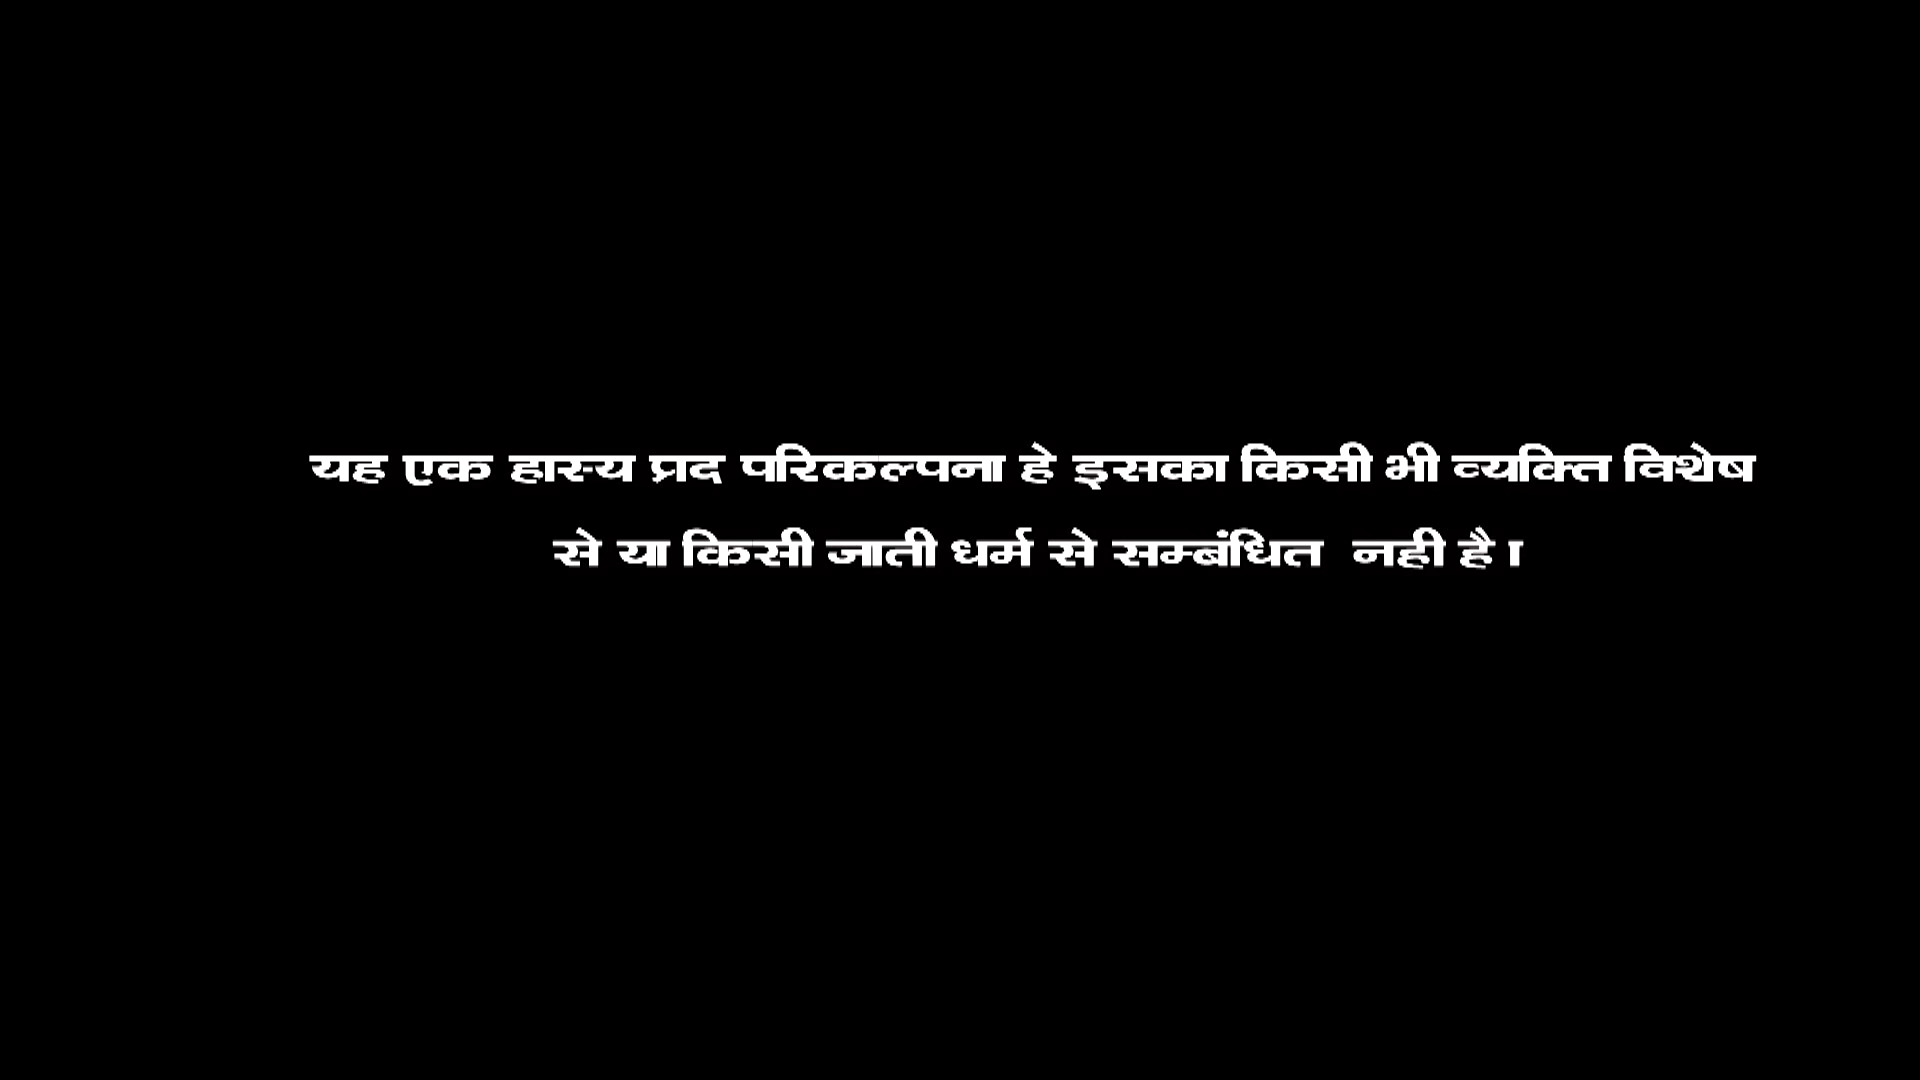 यह एक हास्य प्रद परिकल्पना हे इसका किसी भी व्यक्ति विशेष
से या किसी जाती धर्म से सम्बंधित नही है।